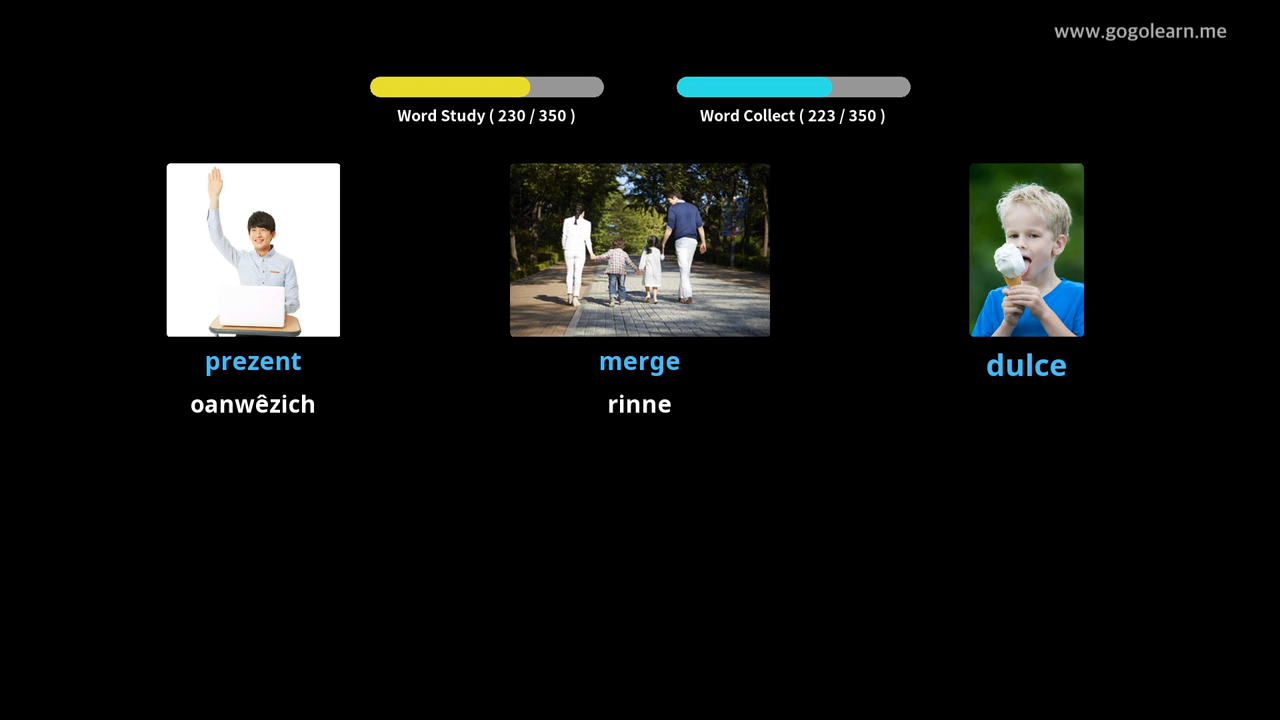 www.gogolearn.me
Word Study ( 230 / 350 )
Word Collect ( 223 / 350 )
prezent
merge
dulce
oanwêzich
rinne